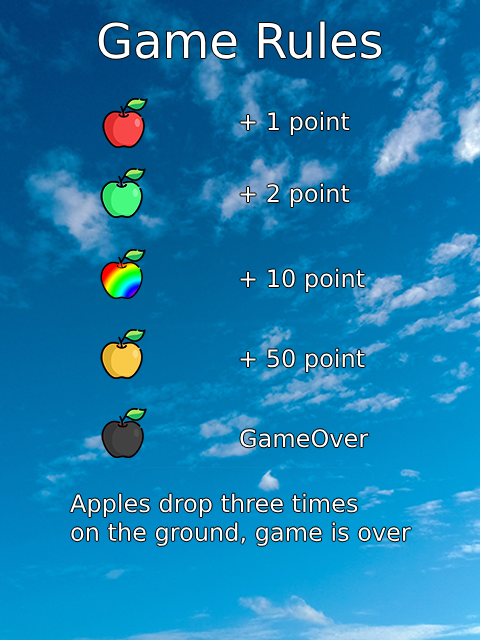 Game Rules
+ 1 point
+ 2 point
+ 10 point
+ 50 point
GameOver
Apples drop three times
on the ground, game is over